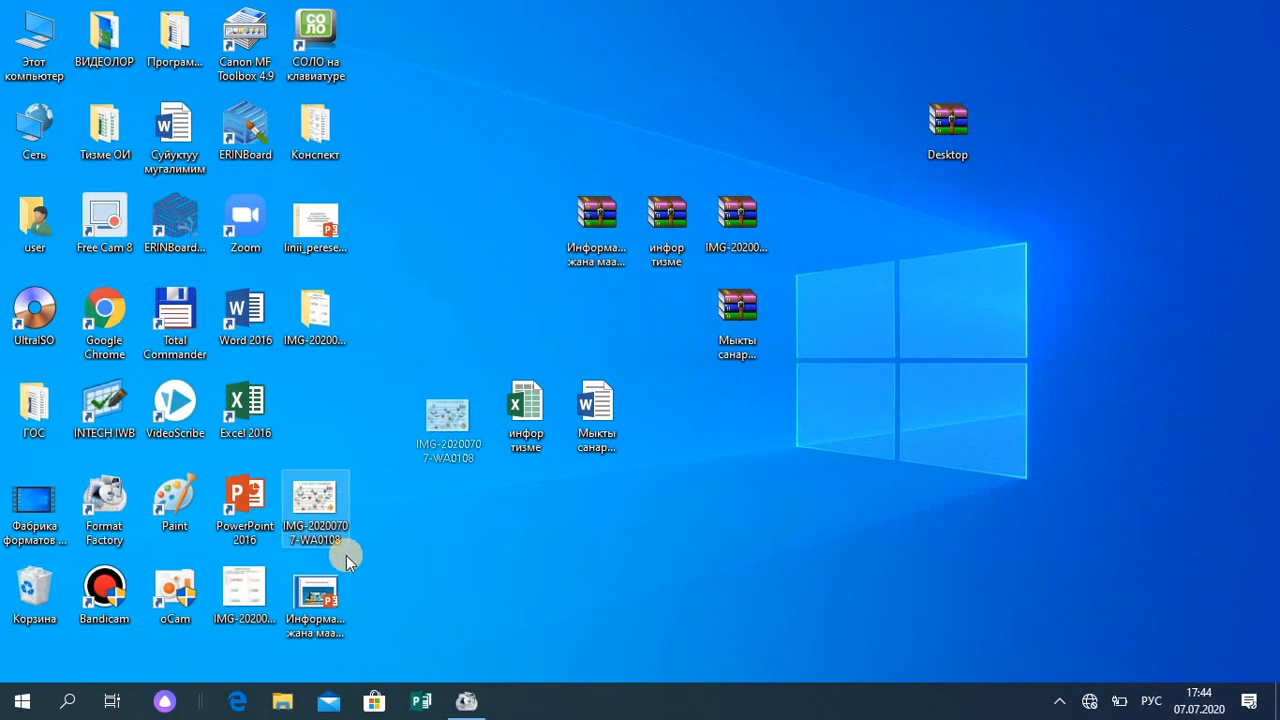 Этот
компьютер
ВИДЕОЛОР
Програм...
Canon MF
Toolbox 4.9
СОЛО
СОЛО на
клавиатуре
Desktop
Сеть
Тизме ОИ
Суйуктуу
мугалимим
ERINBoard
Конспект
user
Free Cam 8
ERINBoard...
Zoom
linii_perese...
Информа...
жана маа...
инфор
тизме
IMG-20200...
UltraISO
Google
Chrome
Total
Commander
Word 2016
IMG-20200...
Мыкты
санар...
ГОС
INTECH IWB
VideoScribe
Excel 2016
IMG-2020070
7-WA0108
инфор
тизме
Мыкты
санар...
Фабрика
форматов ...
Format
Factory
Paint
PowerPoint
2016
IMG-2020070
7-WA0108
Корзина
Bandicam
oCam
IMG-20200...
Информа...
жана маа...
РУС
17:44
07.07.2020